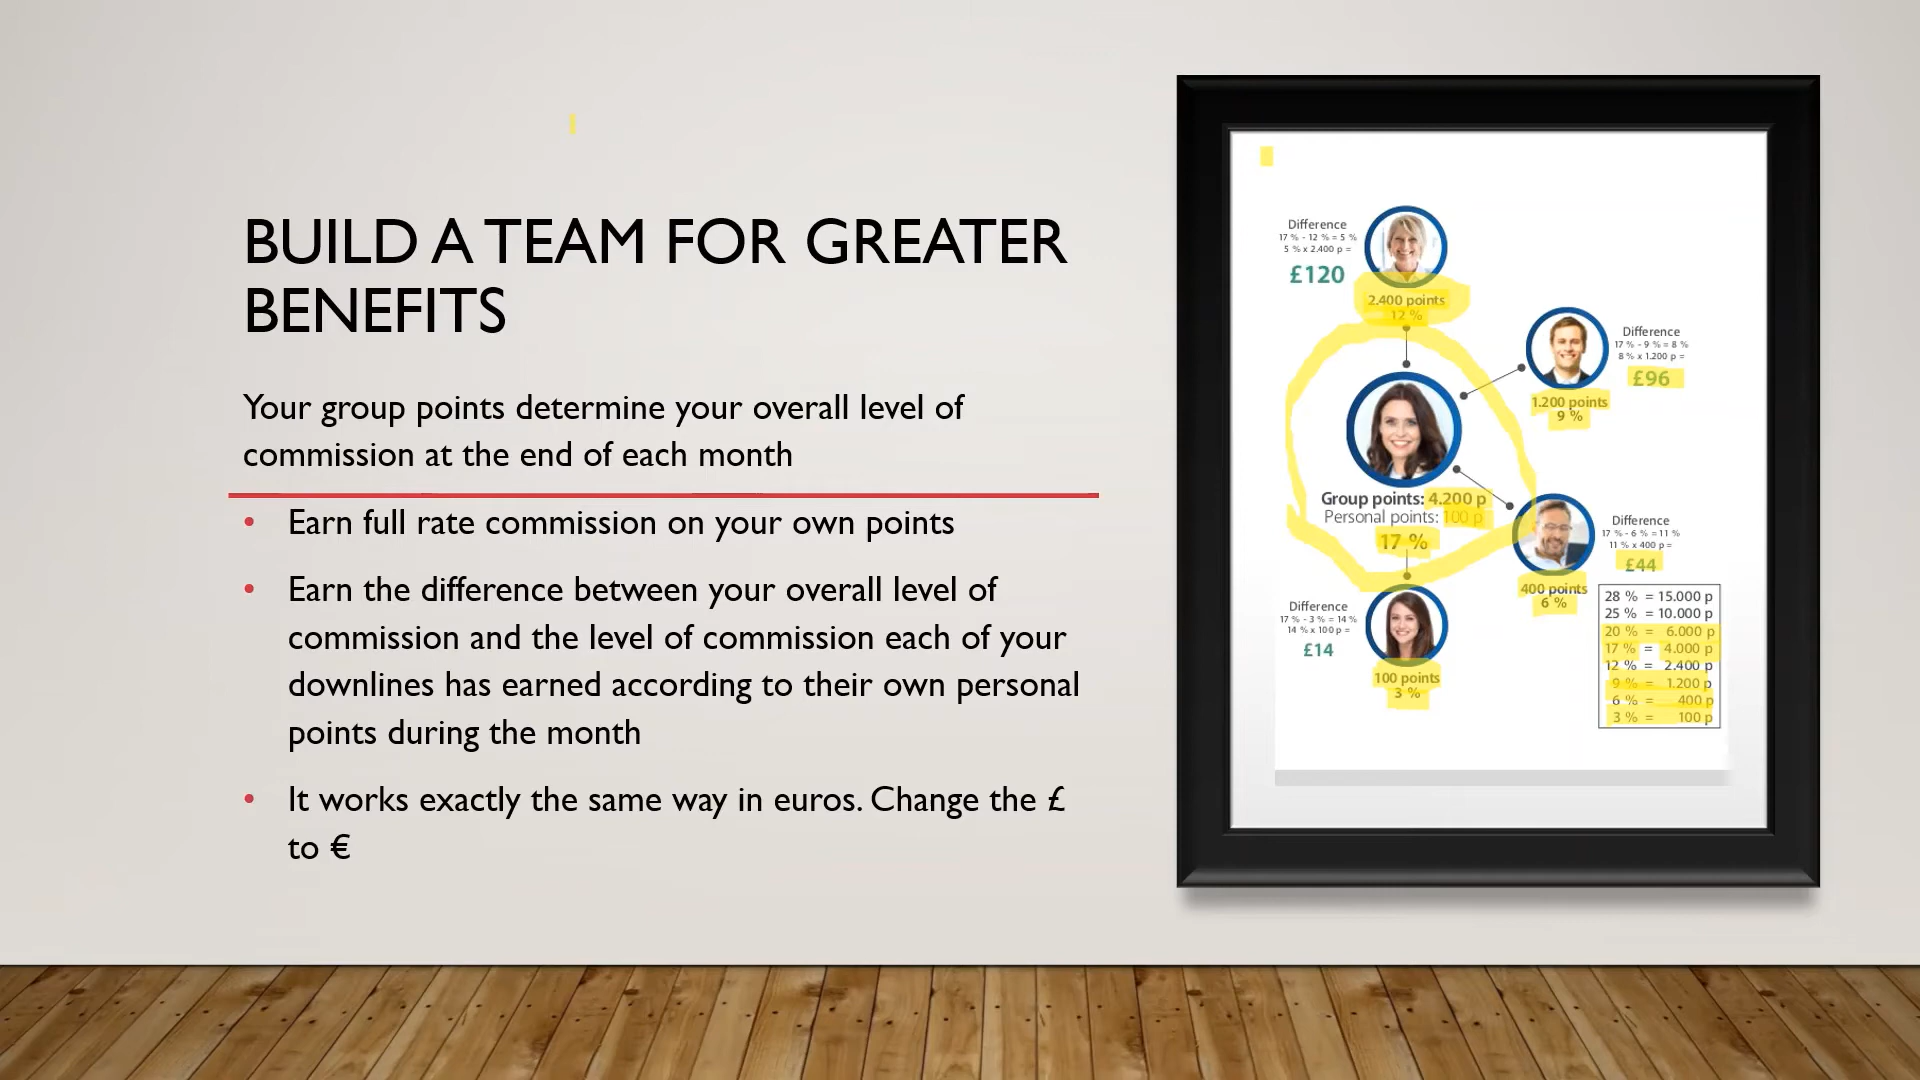 BUILD A TEAM FOR GREATER
BENEFITS
Your group points determine your overall level of
commission at the end of each month
• Earn full rate commission on your own points
• Earn the difference between your overall level of
commission and the level of commission each of your
downlines has earned according to their own personal
points during the month
• It works exactly the same way in euros. Change the £
to €
Difference
17 % - 12 % = 5 %
5 % x 2.400 p =
£120
2.400 points
12 %
Difference
17 % - 9 % = 8 %
8 % x 1.200 p =
£96
1.200 points
9 %
Group points: 4.200 p
Personal points: 100 p
17 %
Difference
17 % - 6 % = 11 %
11 % x 400 p =
£44
400 points
6 %
Difference
17 % - 3 % = 14 %
14 % x 100 p =
£14
100 points
3 %
28 % = 15.000 p
25 % = 10.000 p
20 % = 6.000 p
17 % = 4.000 p
12 % = 2.400 p
9 % = 1.200 p
6 % = 400 p
3 % = 100 p